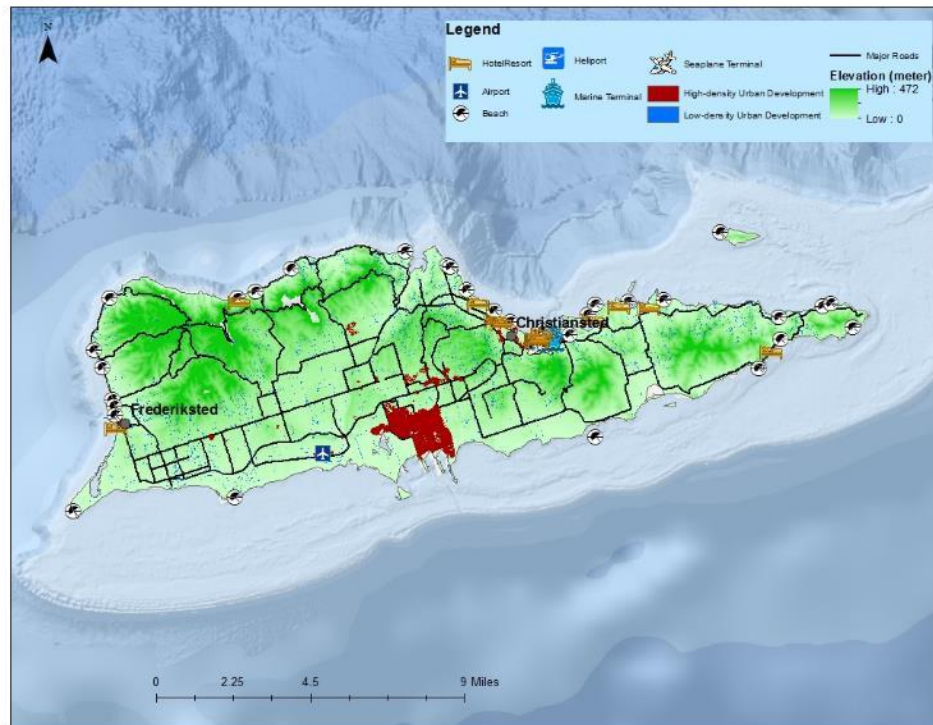 N
Legend
HotelResort
Heliport
Seaplane Terminal
Major Roads
Airport
Marine Terminal
High-density Urban Development
Elevation (meter)
High : 472
Beach
Low-density Urban Development
Low : 0
Christiansted
Frederiksted
0 2.25 4.5 9 Miles